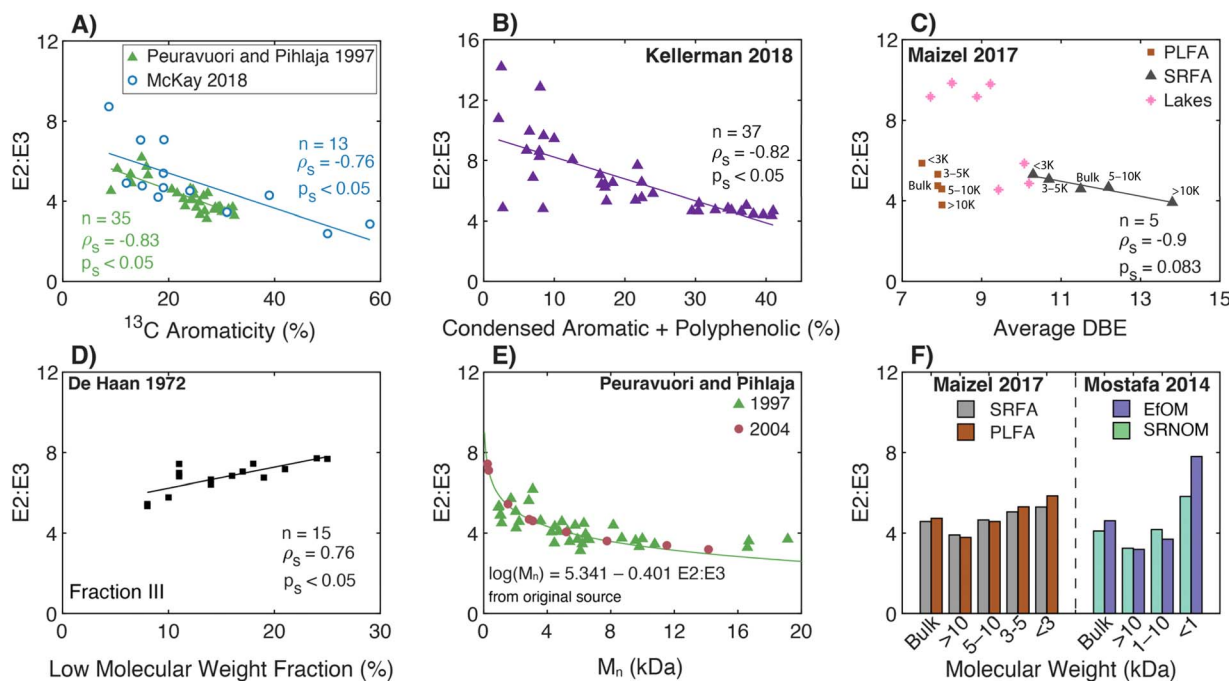 A)
E2:E3
12
8
4
0
▲ Peuravuori and Pihlaja 1997
○ McKay 2018
n = 13
ρs = -0.76
ps < 0.05
n = 35
ρs = -0.83
ps < 0.05
0 20 40 60
13C Aromaticity (%)
B)
E2:E3
16
12
8
4
0
Kellerman 2018
n = 37
ρs = -0.82
ps < 0.05
0 10 20 30 40
Condensed Aromatic + Polyphenolic (%)
C)
E2:E3
12
8
4
0
Maizel 2017
PLFA
SRFA
Lakes
<3K
3-5K
Bulk
5-10K
>10K
<3K
3-5K
Bulk
5-10K
>10K
n = 5
ρs = -0.9
ps = 0.083
7 9 11 13 15
Average DBE
D)
E2:E3
12
8
4
0
De Haan 1972
n = 15
ρs = 0.76
ps < 0.05
Fraction III
0 10 20 30
Low Molecular Weight Fraction (%)
E)
E2:E3
12
8
4
0
Peuravuori and Pihlaja
1997
2004
log(Mn) = 5.341 − 0.401 E2:E3
from original source
0 4 8 12 16 20
Mn (kDa)
F)
E2:E3
12
8
4
0
Maizel 2017
SRFA
PLFA
Mostafa 2014
EfOM
SRNOM
Bulk >10 5−10 3-5 <3 Bulk >10 1−10 <1
Molecular Weight (kDa)